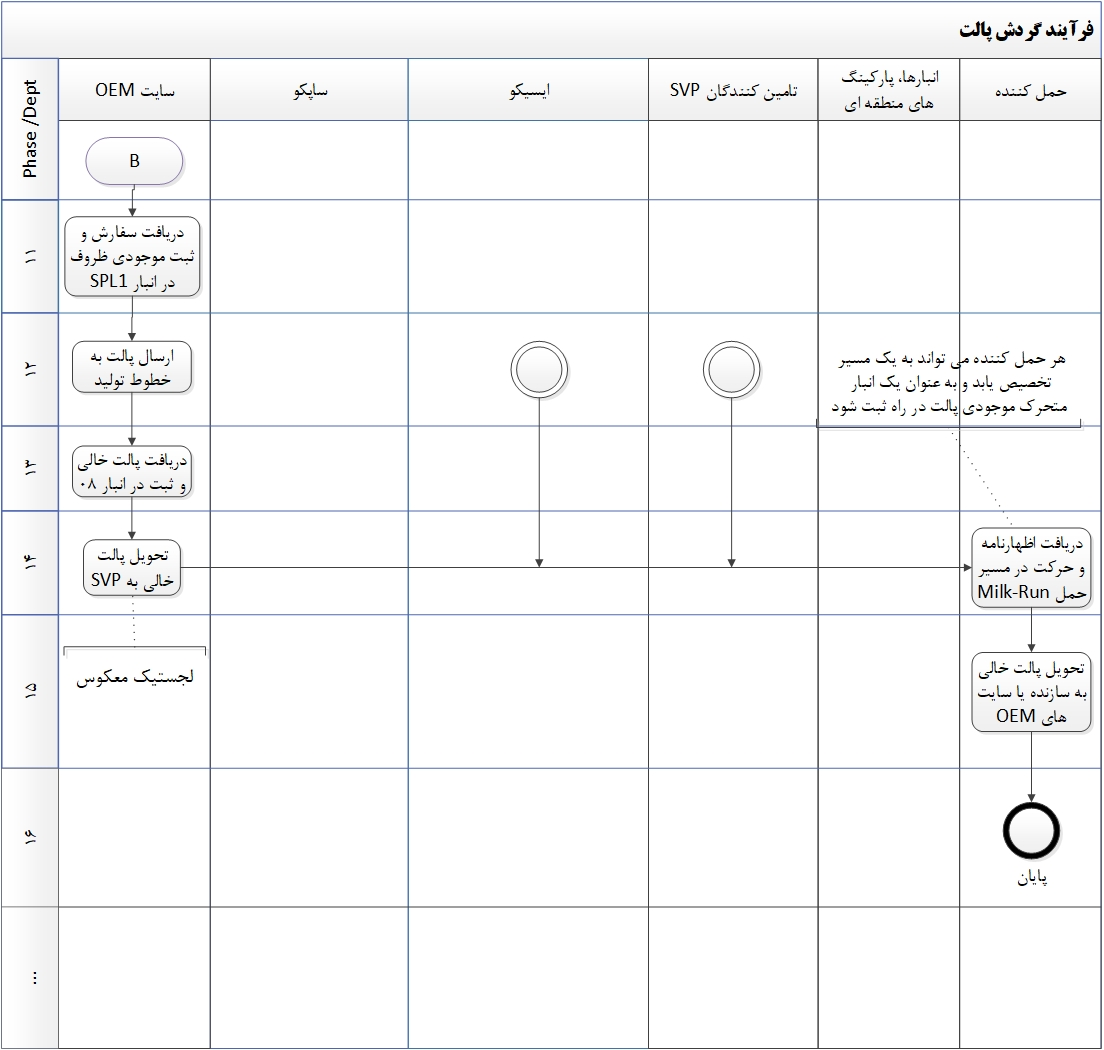 فرآیند گردش پالت
حمل کننده
انبارها، پارکینگ
های منطقه ای
تامین کنندگان SVP
ایسیکو
ساپکو
سایت OEM
Phase /Dept
B
۱۱
دریافت سفارش و
ثبت موجودی ظروف
در انبار SPL1
۱۲
ارسال پالت به
خطوط تولید
هر حمل کننده می تواند به یک مسیر
تخصیص یابد و به عنوان یک انبار
متحرک موجودی پالت در راه ثبت شود
۱۳
دریافت پالت خالی
و ثبت در انبار ۰۸
۱۴
تحویل پالت
خالی به SVP
دریافت اظهارنامه
و حرکت در مسیر
حمل Milk-Run
۱۵
لجستیک معکوس
تحویل پالت خالی
به سازنده یا سایت
های OEM
۱۶
پایان
...